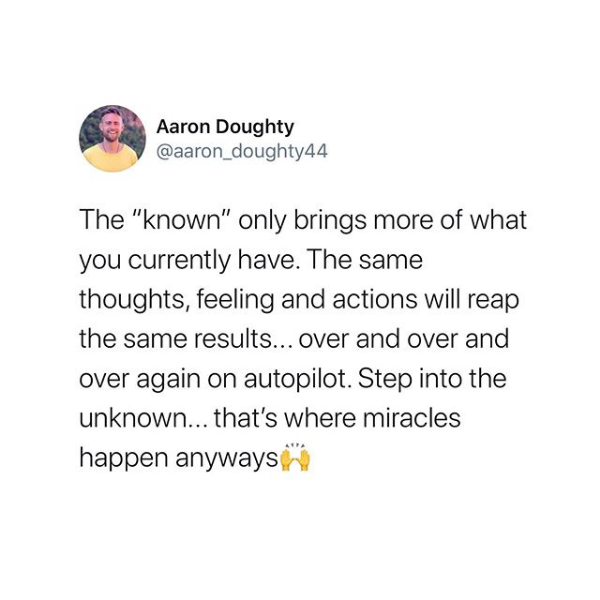 Aaron Doughty
@aaron_doughty44
The “known” only brings more of what
you currently have. The same
thoughts, feeling and actions will reap
the same results... over and over and
over again on autopilot. Step into the
unknown... that’s where miracles
happen anyways🙌